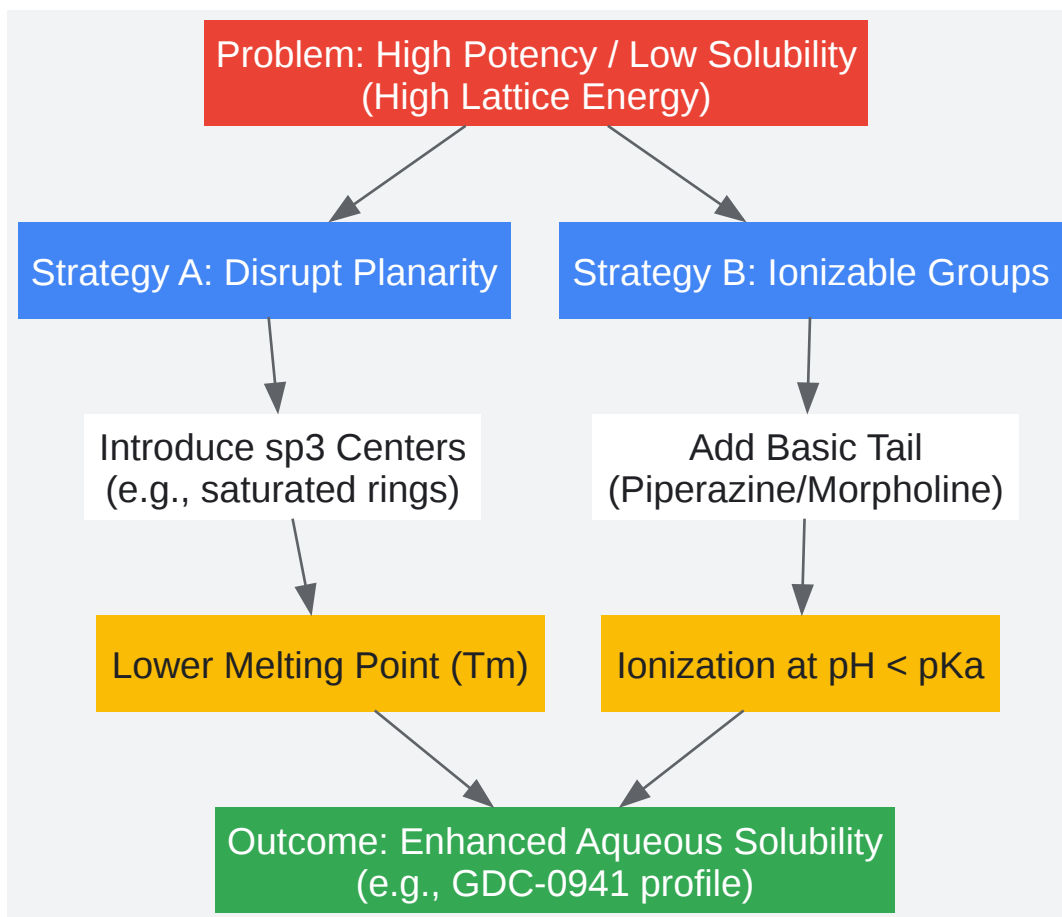 Problem: High Potency / Low Solubility
(High Lattice Energy)
Strategy A: Disrupt Planarity
Strategy B: Ionizable Groups
Introduce sp3 Centers
(e.g., saturated rings)
Add Basic Tail
(Piperazine/Morpholine)
Lower Melting Point (Tm)
Ionization at pH < pKa
Outcome: Enhanced Aqueous Solubility
(e.g., GDC-0941 profile)